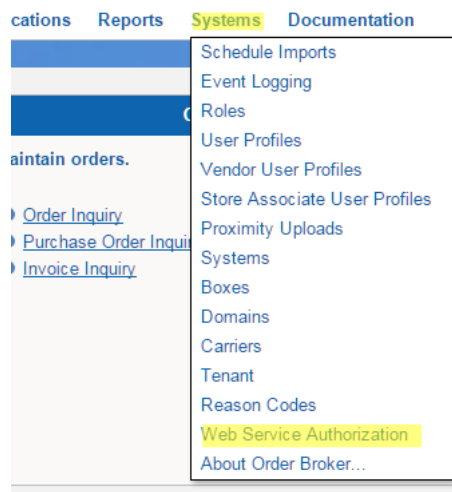 cations Reports Systems Documentation
Schedule Imports
Event Logging
Roles
User Profiles
Vendor User Profiles
Store Associate User Profiles
Proximity Uploads
Systems
Boxes
Domains
Carriers
Tenant
Reason Codes
Web Service Authorization
About Order Broker...
aintain orders.
Order Inquiry
Purchase Order Inqui
Invoice Inquiry